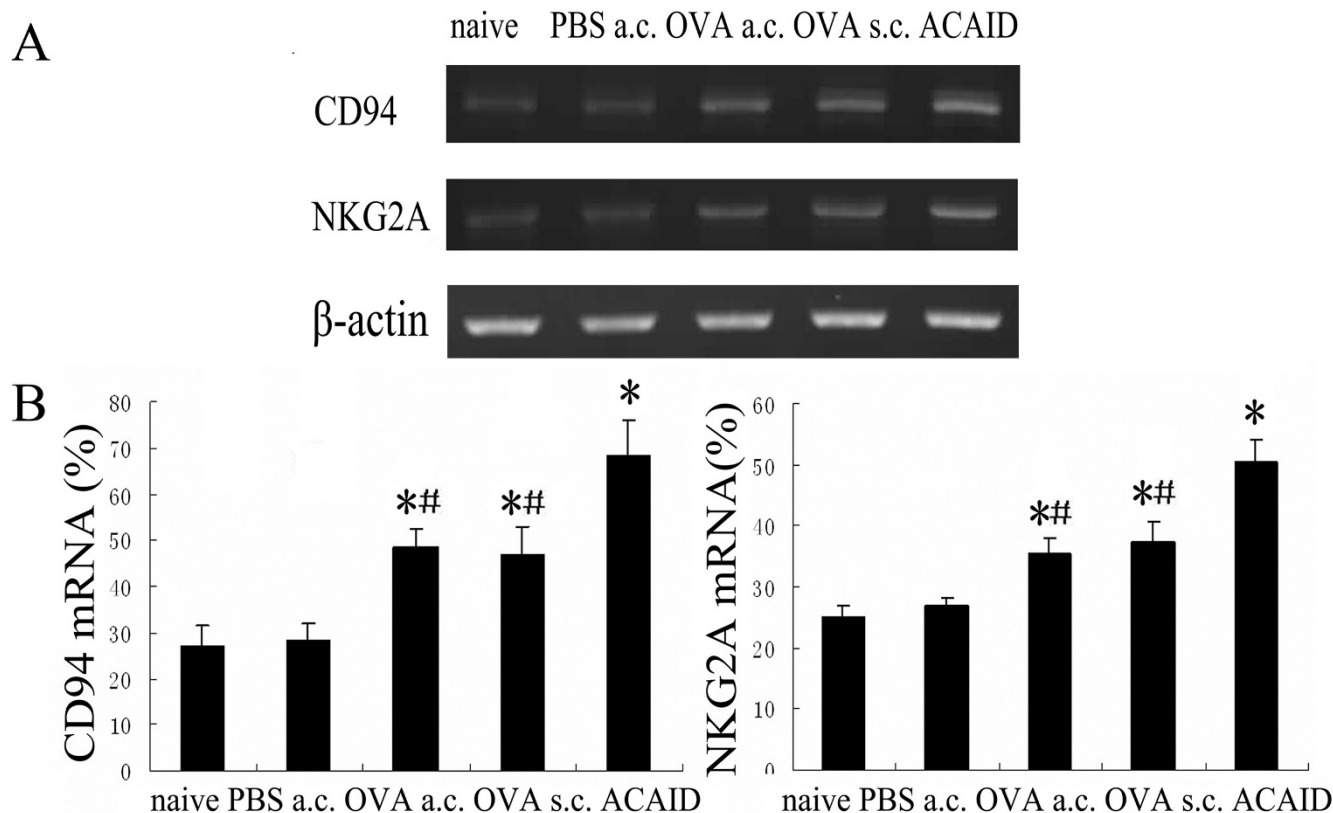 A
naive PBS a.c. OVA a.c. OVA s.c. ACAID
CD94
NKG2A
β-actin
B
CD94 mRNA (%)
80
70
60
50
40
30
20
10
0
*# *# *
naive PBS a.c. OVA a.c. OVA s.c. ACAID
NKG2A mRNA(%)
60
50
40
30
20
10
0
*# *# *
naive PBS a.c. OVA a.c. OVA s.c. ACAID